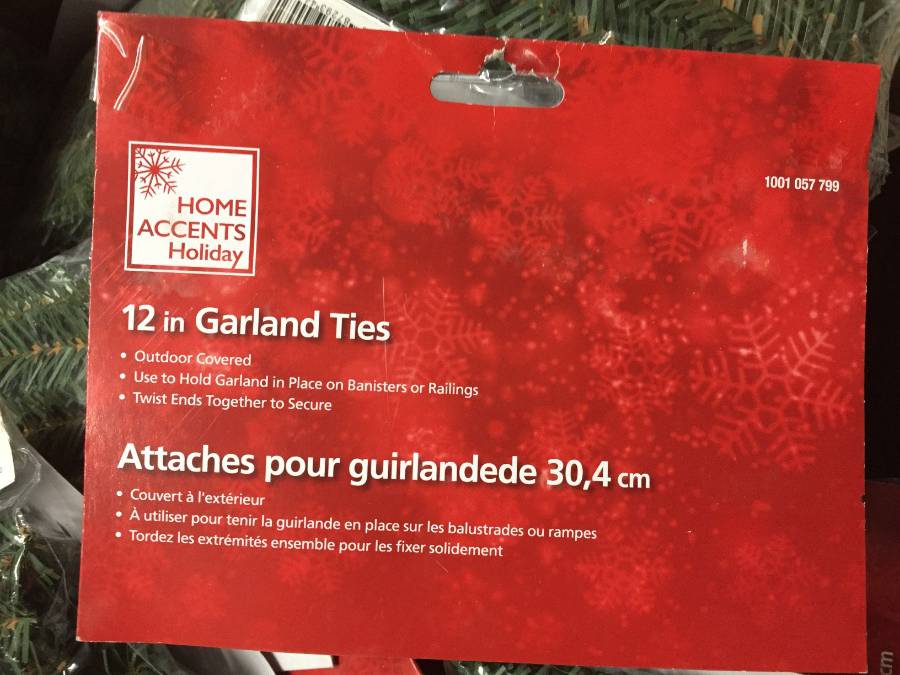 1001 057 799
HOME
ACCENTS
Holiday
12 in Garland Ties
• Outdoor Covered
• Use to Hold Garland in Place on Banisters or Railings
• Twist Ends Together to Secure
Attaches pour guirlandede 30,4 cm
• Couvert à l'extérieur
• À utiliser pour tenir la guirlande en place sur les balustrades ou rampes
• Tordez les extrémités ensemble pour les fixer solidement
cm